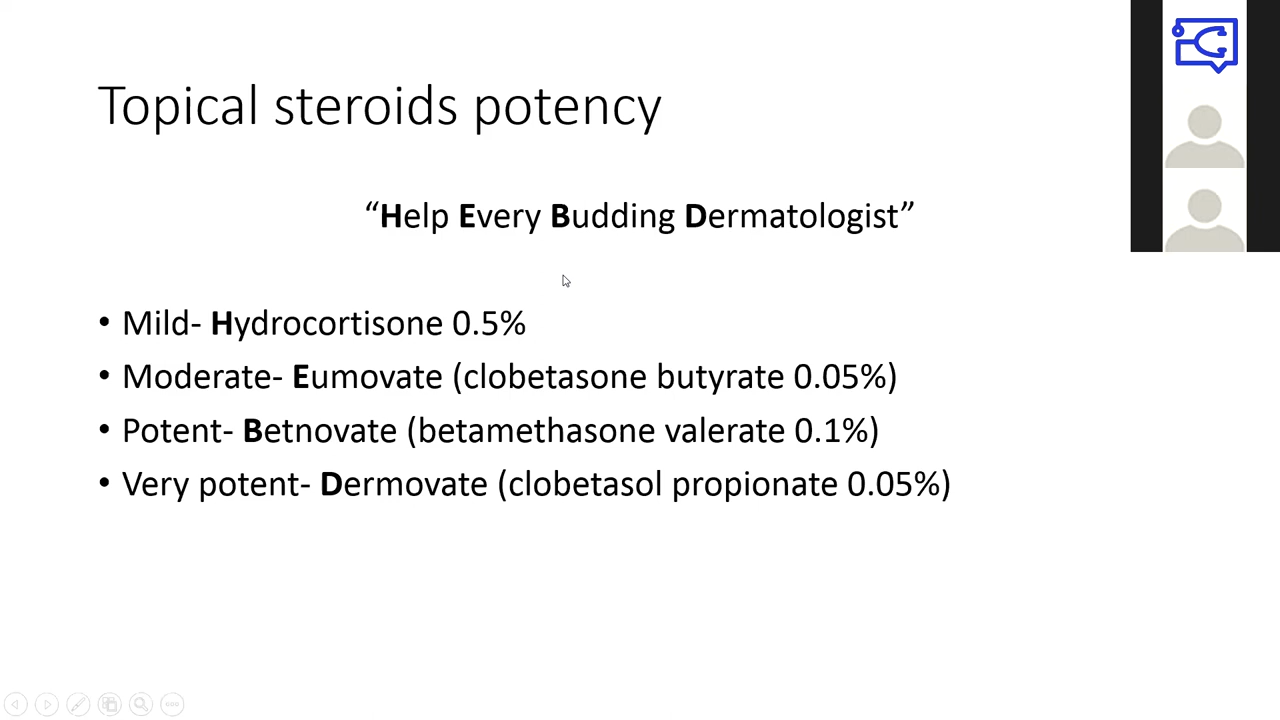 Topical steroids potency
“Help Every Budding Dermatologist”
• Mild- Hydrocortisone 0.5%
• Moderate- Eumovate (clobetasone butyrate 0.05%)
• Potent- Betnovate (betamethasone valerate 0.1%)
• Very potent- Dermovate (clobetasol propionate 0.05%)